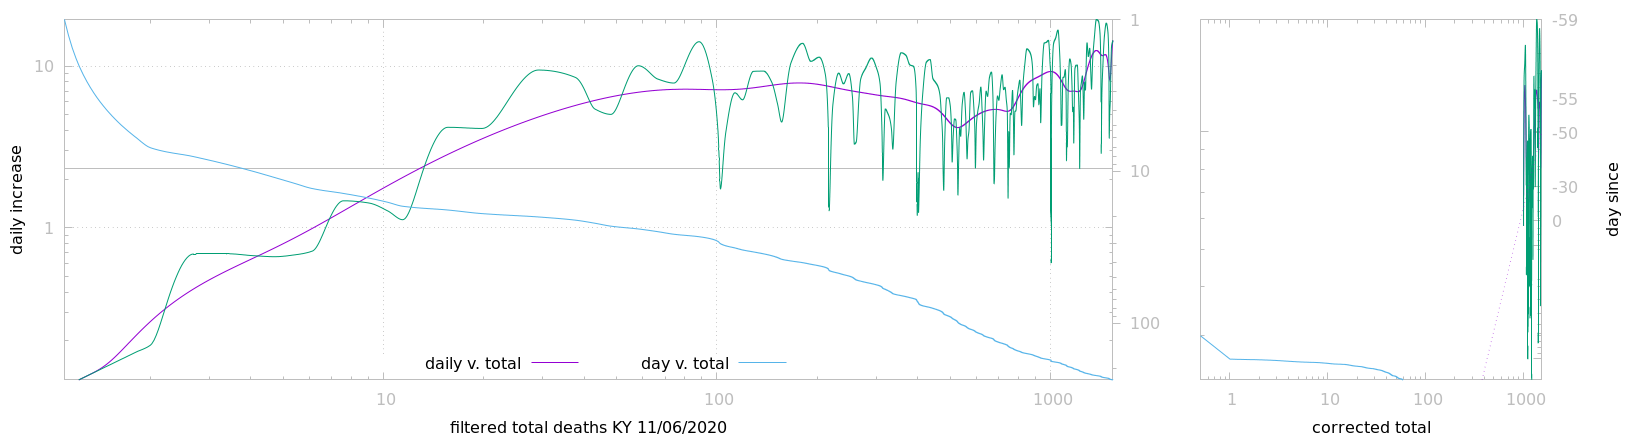 10
1
daily increase
daily v. total
day v. total
10
100
1000
filtered total deaths KY 11/06/2020
1
10
100
1
10
100
1000
corrected total
-59
-55
-50
-30
0
day since